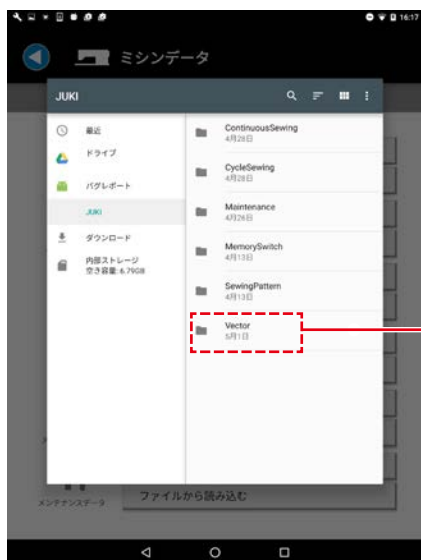 16:17
ミシンデータ
JUKI
最近
ドライブ
バグレポート
JUKI
ダウンロード
内部ストレージ
空き容量: 6.79GB
ContinuousSewing
4月28日
CycleSewing
4月28日
Maintenance
4月26日
MemorySwitch
4月13日
SewingPattern
4月13日
Vector
5月1日
メンテナンスデータ
ファイルから読み込む